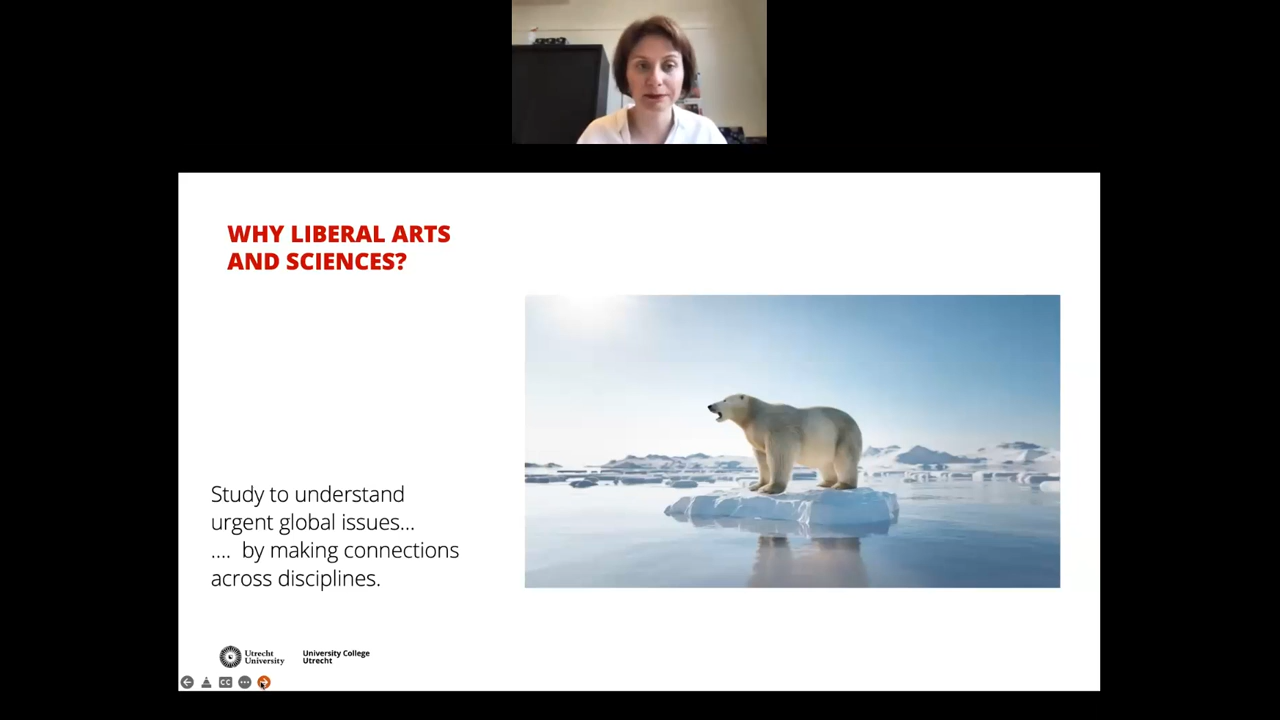 WHY LIBERAL ARTS
AND SCIENCES?
Study to understand
urgent global issues...
.... by making connections
across disciplines.
Utrecht
University
University College
Utrecht
CC